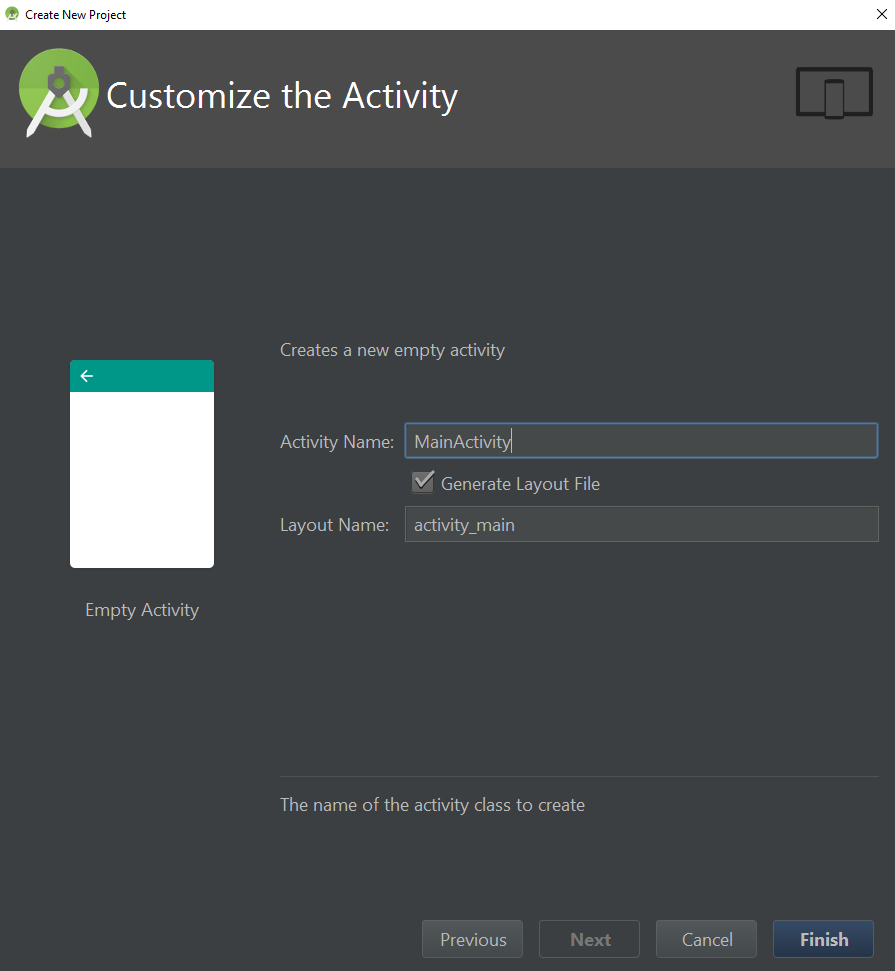 Create New Project
Customize the Activity
Creates a new empty activity
Activity Name: MainActivity
Generate Layout File
Layout Name: activity_main
Empty Activity
The name of the activity class to create
Previous Next Cancel Finish